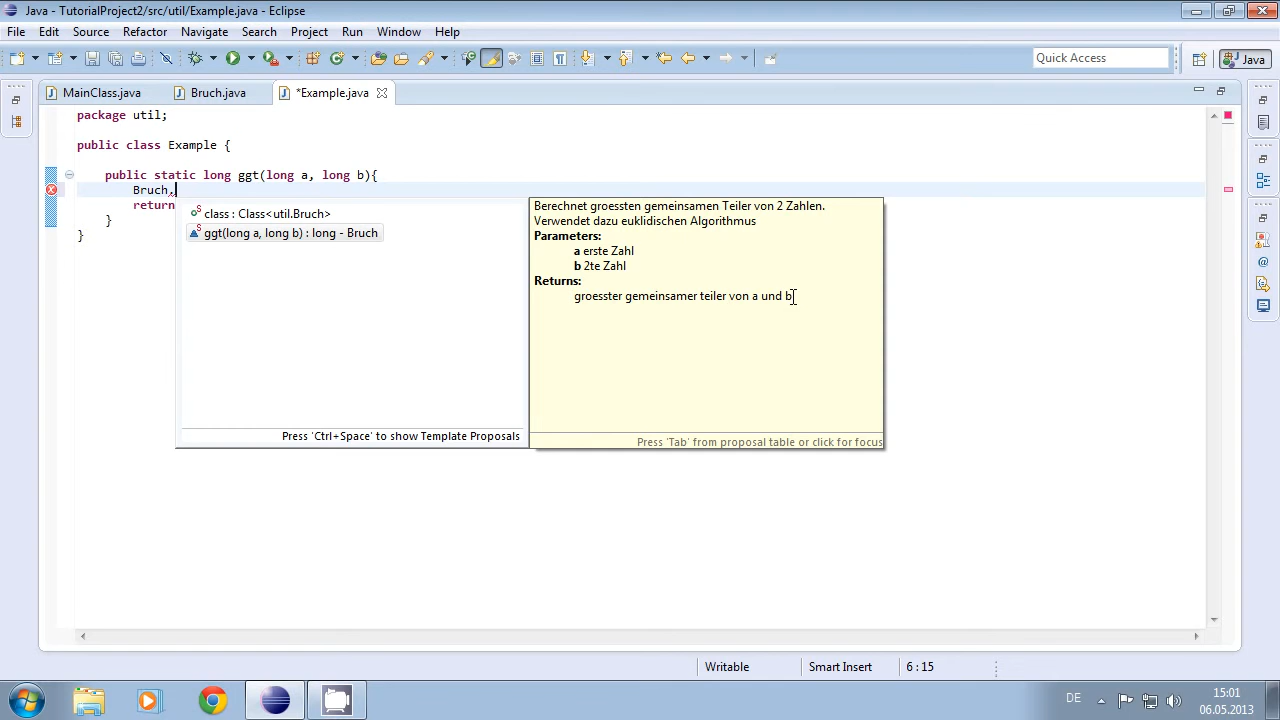 Java - TutorialProject2/src/util/Example.java - Eclipse
File Edit Source Refactor Navigate Search Project Run Window Help
Quick Access
Java
MainClass.java
Bruch.java
*Example.java
package util;
public class Example {
public static long ggt(long a, long b){
Bruch.
return
}
}
class : Class<util.Bruch>
ggt(long a, long b) : long - Bruch
Press 'Ctrl+Space' to show Template Proposals
Berechnet groessten gemeinsamen Teiler von 2 Zahlen.
Verwendet dazu euklidischen Algorithmus
Parameters:
a erste Zahl
b 2te Zahl
Returns:
groesster gemeinsamer teiler von a und b
Press 'Tab' from proposal table or click for focus
Writable
Smart Insert
6 : 15
DE
15:01
06.05.2013